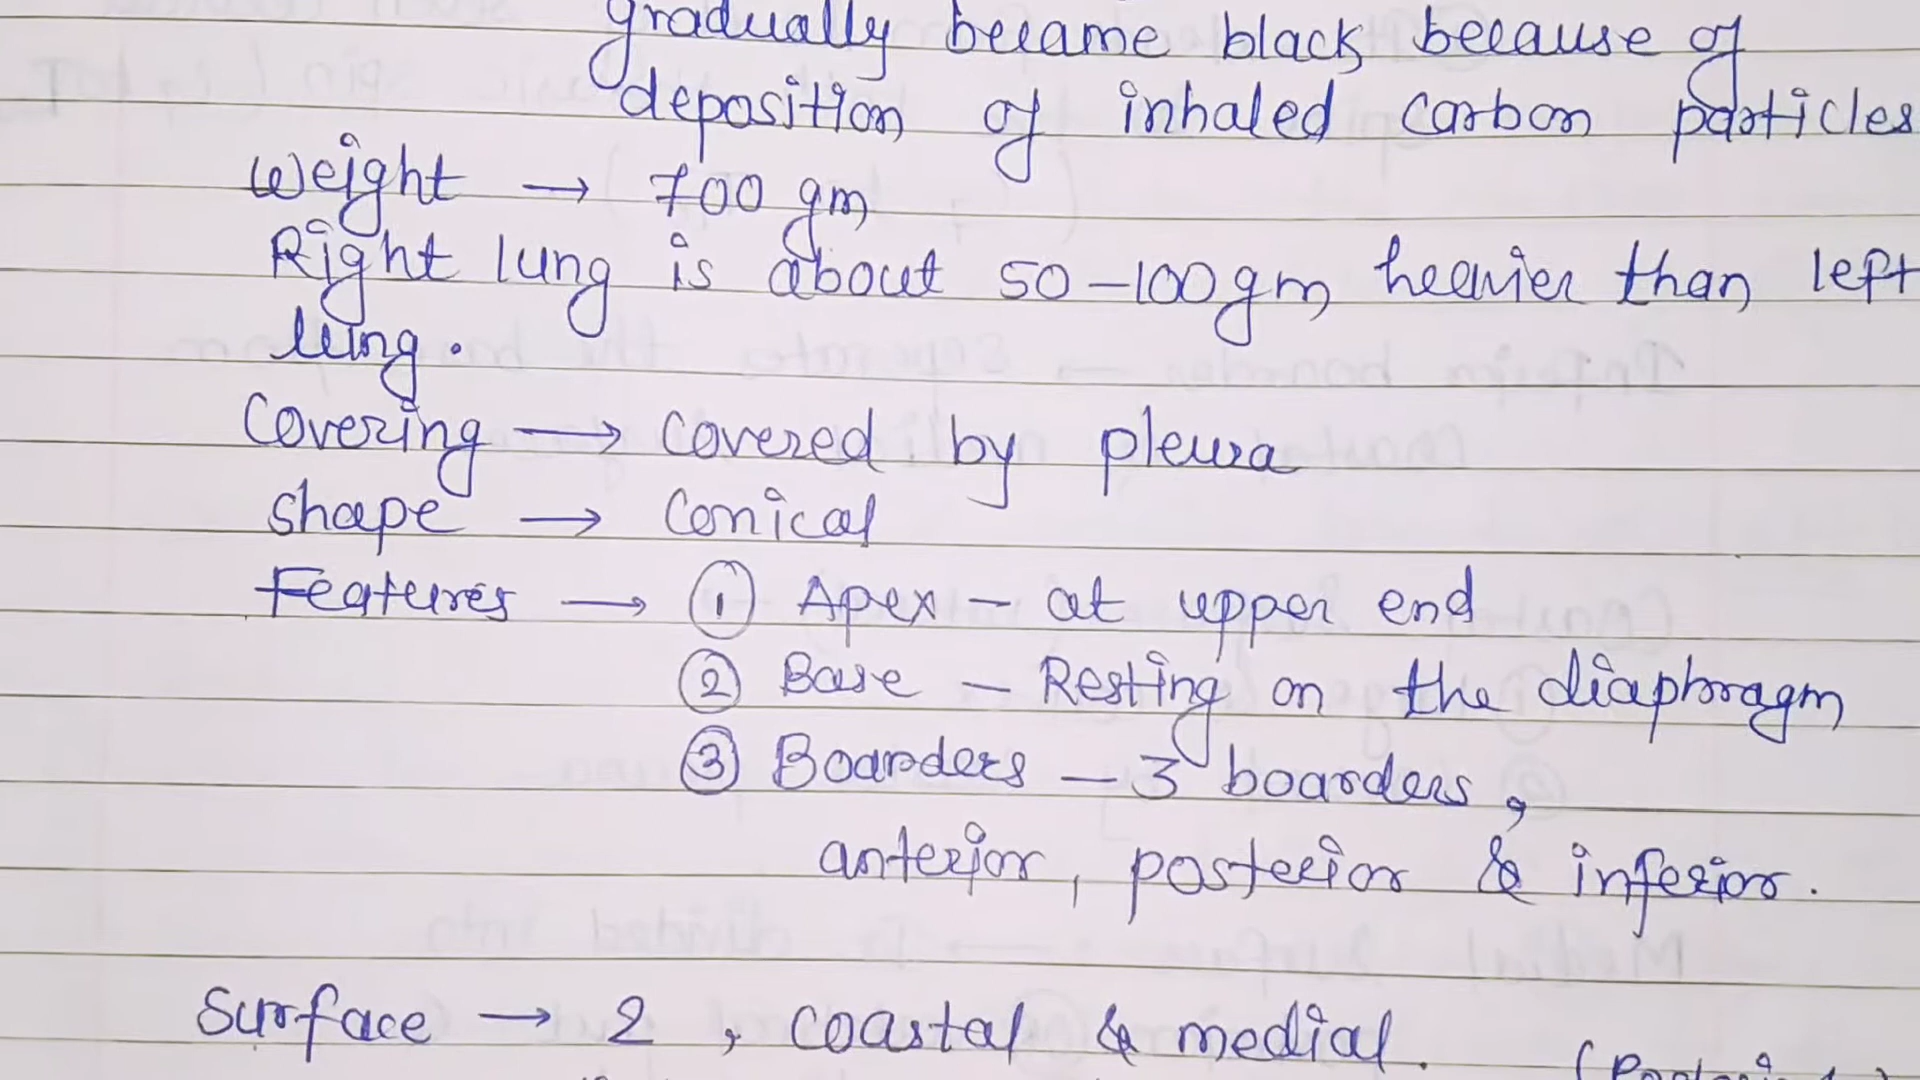 gradually became black because of
deposition of inhaled carbon particles
Weight → 700 gm
Right lung is about 50-100gm heavier than left
lung.
Covering → Covered by pleura
Shape → Conical
Features → ① Apex - at upper end
② Base - Resting on the diaphragm
③ Boarders - 3 boarders,
anterior, posterior & inferior.
Surface → 2, coastal & medial.